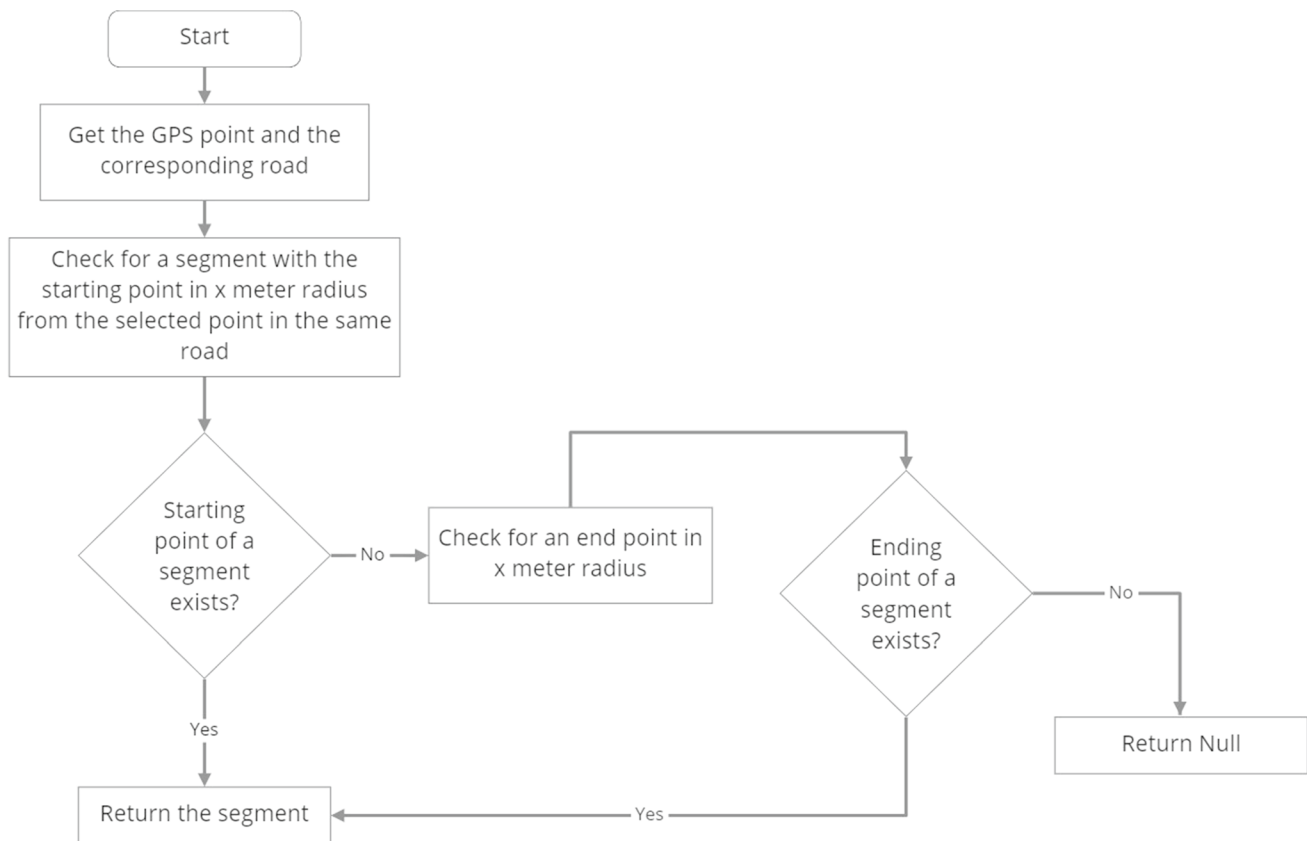 Start
Get the GPS point and the
corresponding road
Check for a segment with the
starting point in x meter radius
from the selected point in the same
road
Starting
point of a
segment
exists?
No
Check for an end point in
x meter radius
Ending
point of a
segment
exists?
No
Yes
Return Null
Return the segment
Yes